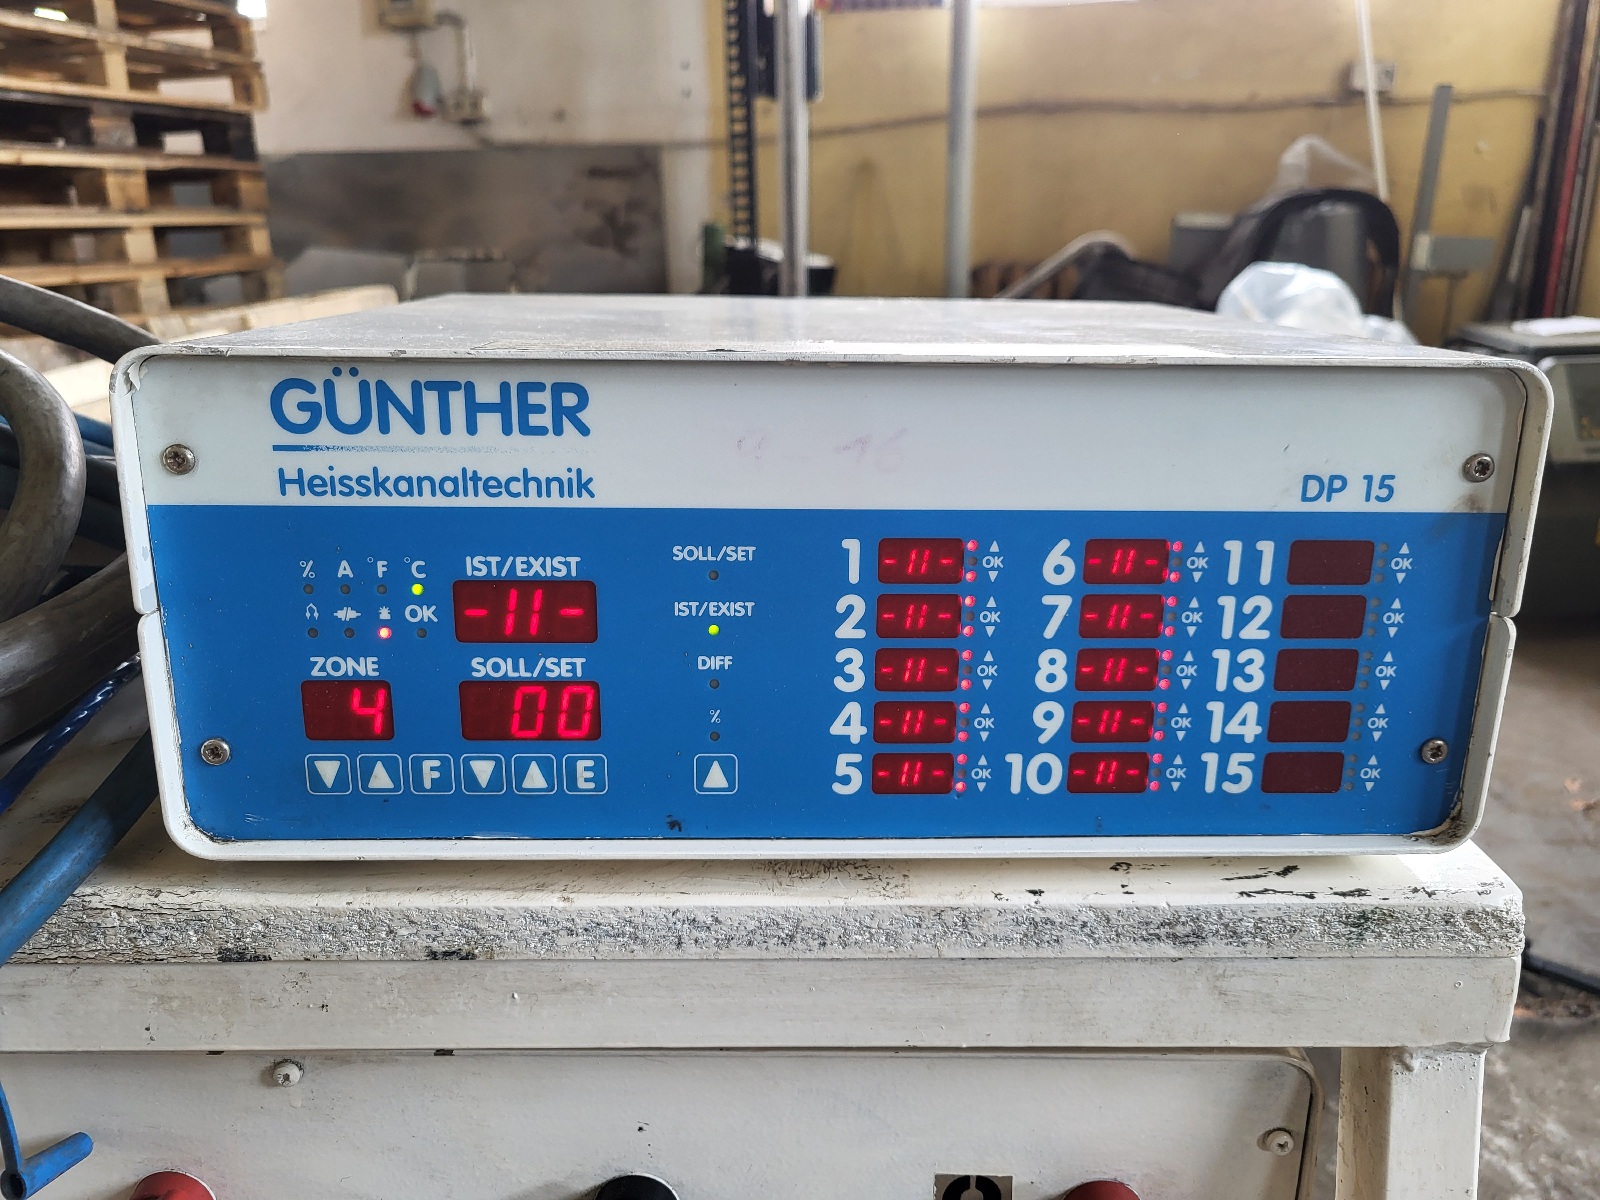 GÜNTHER
Heisskanaltechnik
DP 15
% A °F °C
OK
IST/EXIST
-11-
ZONE
4
SOLL/SET
00
▼ ▲ F ▼ ▲ E
SOLL/SET
IST/EXIST
DIFF
%
▲
1 -11- ▲ OK ▼
2 -11- ▲ OK ▼
3 -11- ▲ OK ▼
4 -11- ▲ OK ▼
5 -11- ▲ OK ▼
6 -11- ▲ OK ▼
7 -11- ▲ OK ▼
8 -11- ▲ OK ▼
9 -11- ▲ OK ▼
10 -11- ▲ OK ▼
11 ▲ OK ▼
12 ▲ OK ▼
13 ▲ OK ▼
14 ▲ OK ▼
15 ▲ OK ▼